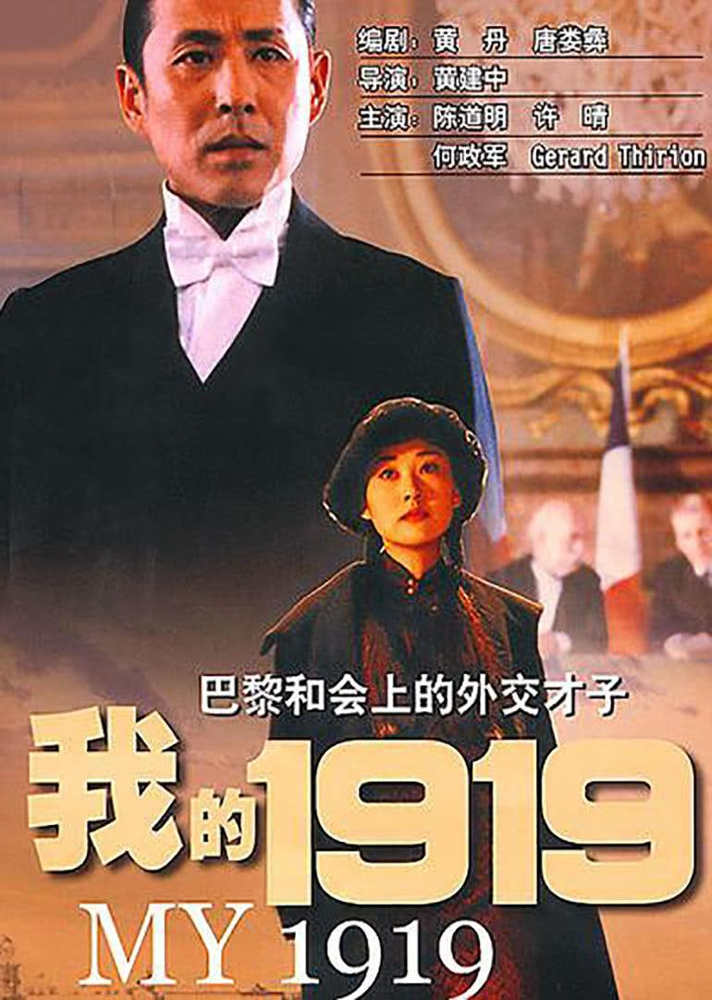 编剧：黄 丹 唐娄彝
导演：黄建中
主演：陈道明 许 晴
何政军 Gerard Thirion
巴黎和会上的外交才子
我的1919
MY 1919